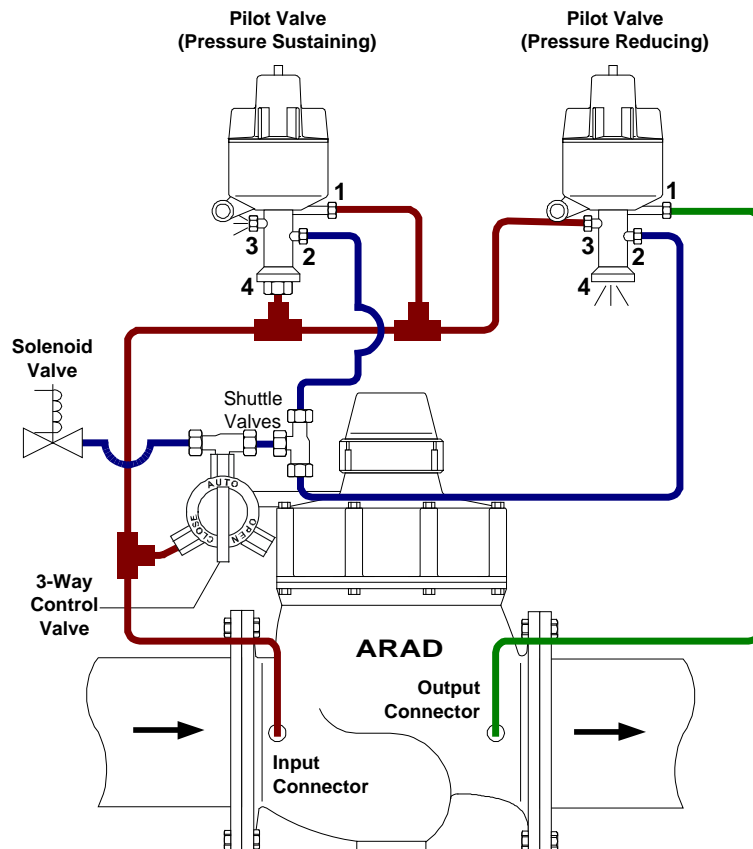 Pilot Valve
(Pressure Sustaining)
Pilot Valve
(Pressure Reducing)
1
3
2
4
1
3
2
4
Solenoid
Valve
Shuttle
Valves
AUTO
CLOSE
OPEN
3-Way
Control
Valve
ARAD
Output
Connector
Input
Connector